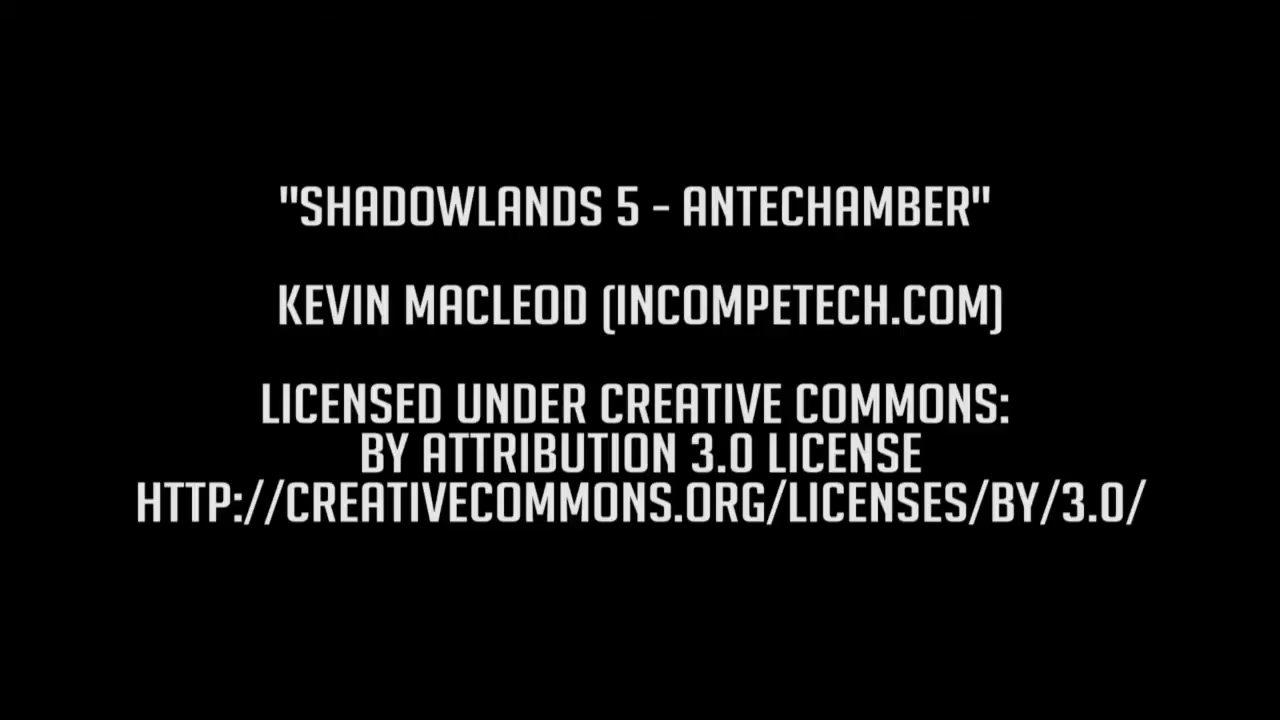 "SHADOWLANDS 5 - ANTECHAMBER"
KEVIN MACLEOD (INCOMPETECH.COM)
LICENSED UNDER CREATIVE COMMONS:
BY ATTRIBUTION 3.0 LICENSE
HTTP://CREATIVECOMMONS.ORG/LICENSES/BY/3.0/